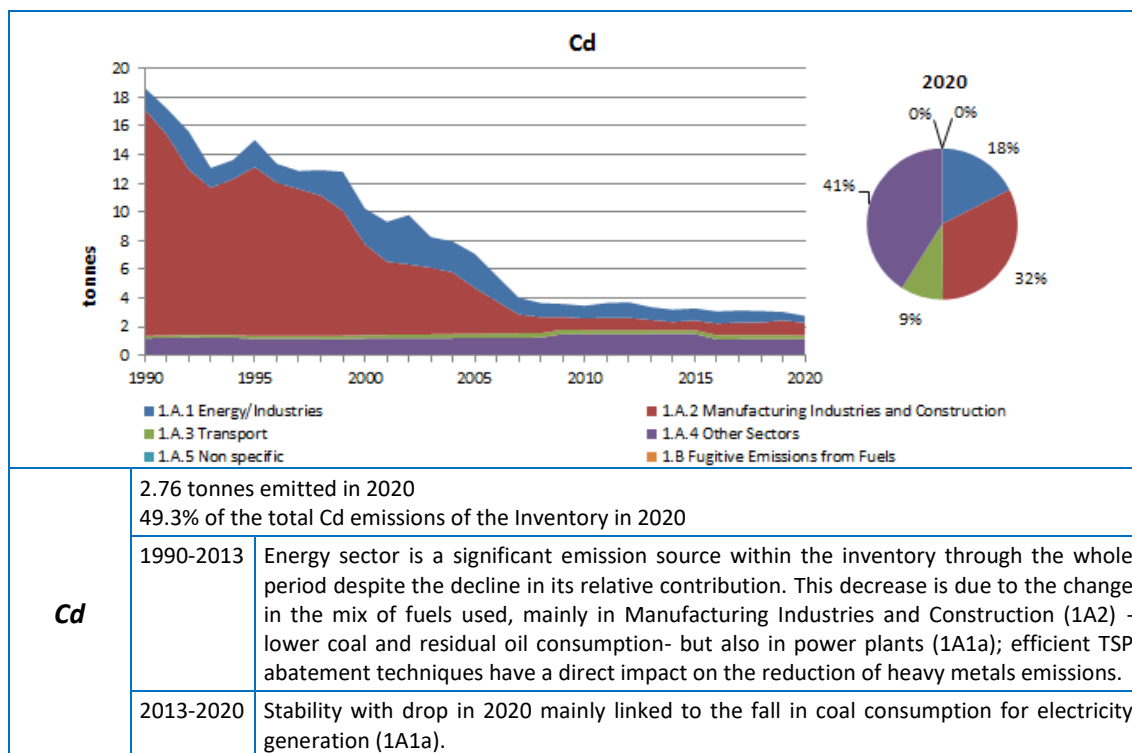 Cd
20
18
16
14
12
10
8
6
4
2
0
tonnes
1990 1995 2000 2005 2010 2015 2020
2020
0% 0%
18%
41%
32%
9%
1.A.1 Energy/Industries 1.A.2 Manufacturing Industries and Construction
1.A.3 Transport 1.A.4 Other Sectors
1.A.5 Non specific 1.B Fugitive Emissions from Fuels
Cd
2.76 tonnes emitted in 2020
49.3% of the total Cd emissions of the Inventory in 2020
1990-2013
Energy sector is a significant emission source within the inventory through the whole
period despite the decline in its relative contribution. This decrease is due to the change
in the mix of fuels used, mainly in Manufacturing Industries and Construction (1A2) -
lower coal and residual oil consumption- but also in power plants (1A1a); efficient TSP
abatement techniques have a direct impact on the reduction of heavy metals emissions.
2013-2020
Stability with drop in 2020 mainly linked to the fall in coal consumption for electricity
generation (1A1a).